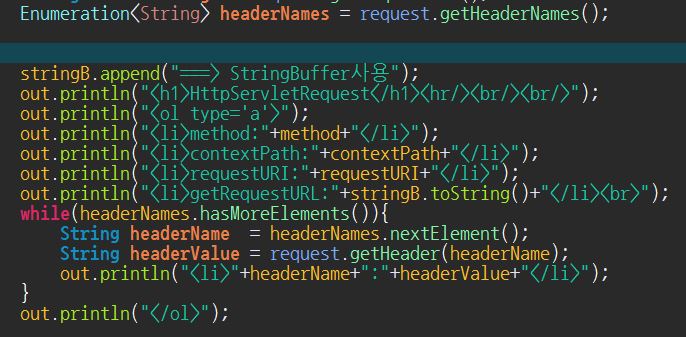 Enumeration<String> headerNames = request.getHeaderNames();
stringB.append("===> StringBuffer사용");
out.println("<h1>HttpServletRequest</h1><hr/><br/><br/>");
out.println("<ol type='a'>");
out.println("<li>method:"+method+"</li>");
out.println("<li>contextPath:"+contextPath+"</li>");
out.println("<li>requestURI:"+requestURI+"</li>");
out.println("<li>getRequestURL:"+stringB.toString()+"</li><br>");
while(headerNames.hasMoreElements()){
    String headerName  = headerNames.nextElement();
    String headerValue = request.getHeader(headerName);
    out.println("<li>"+headerName+":"+headerValue+"</li>");
}
out.println("</ol>");